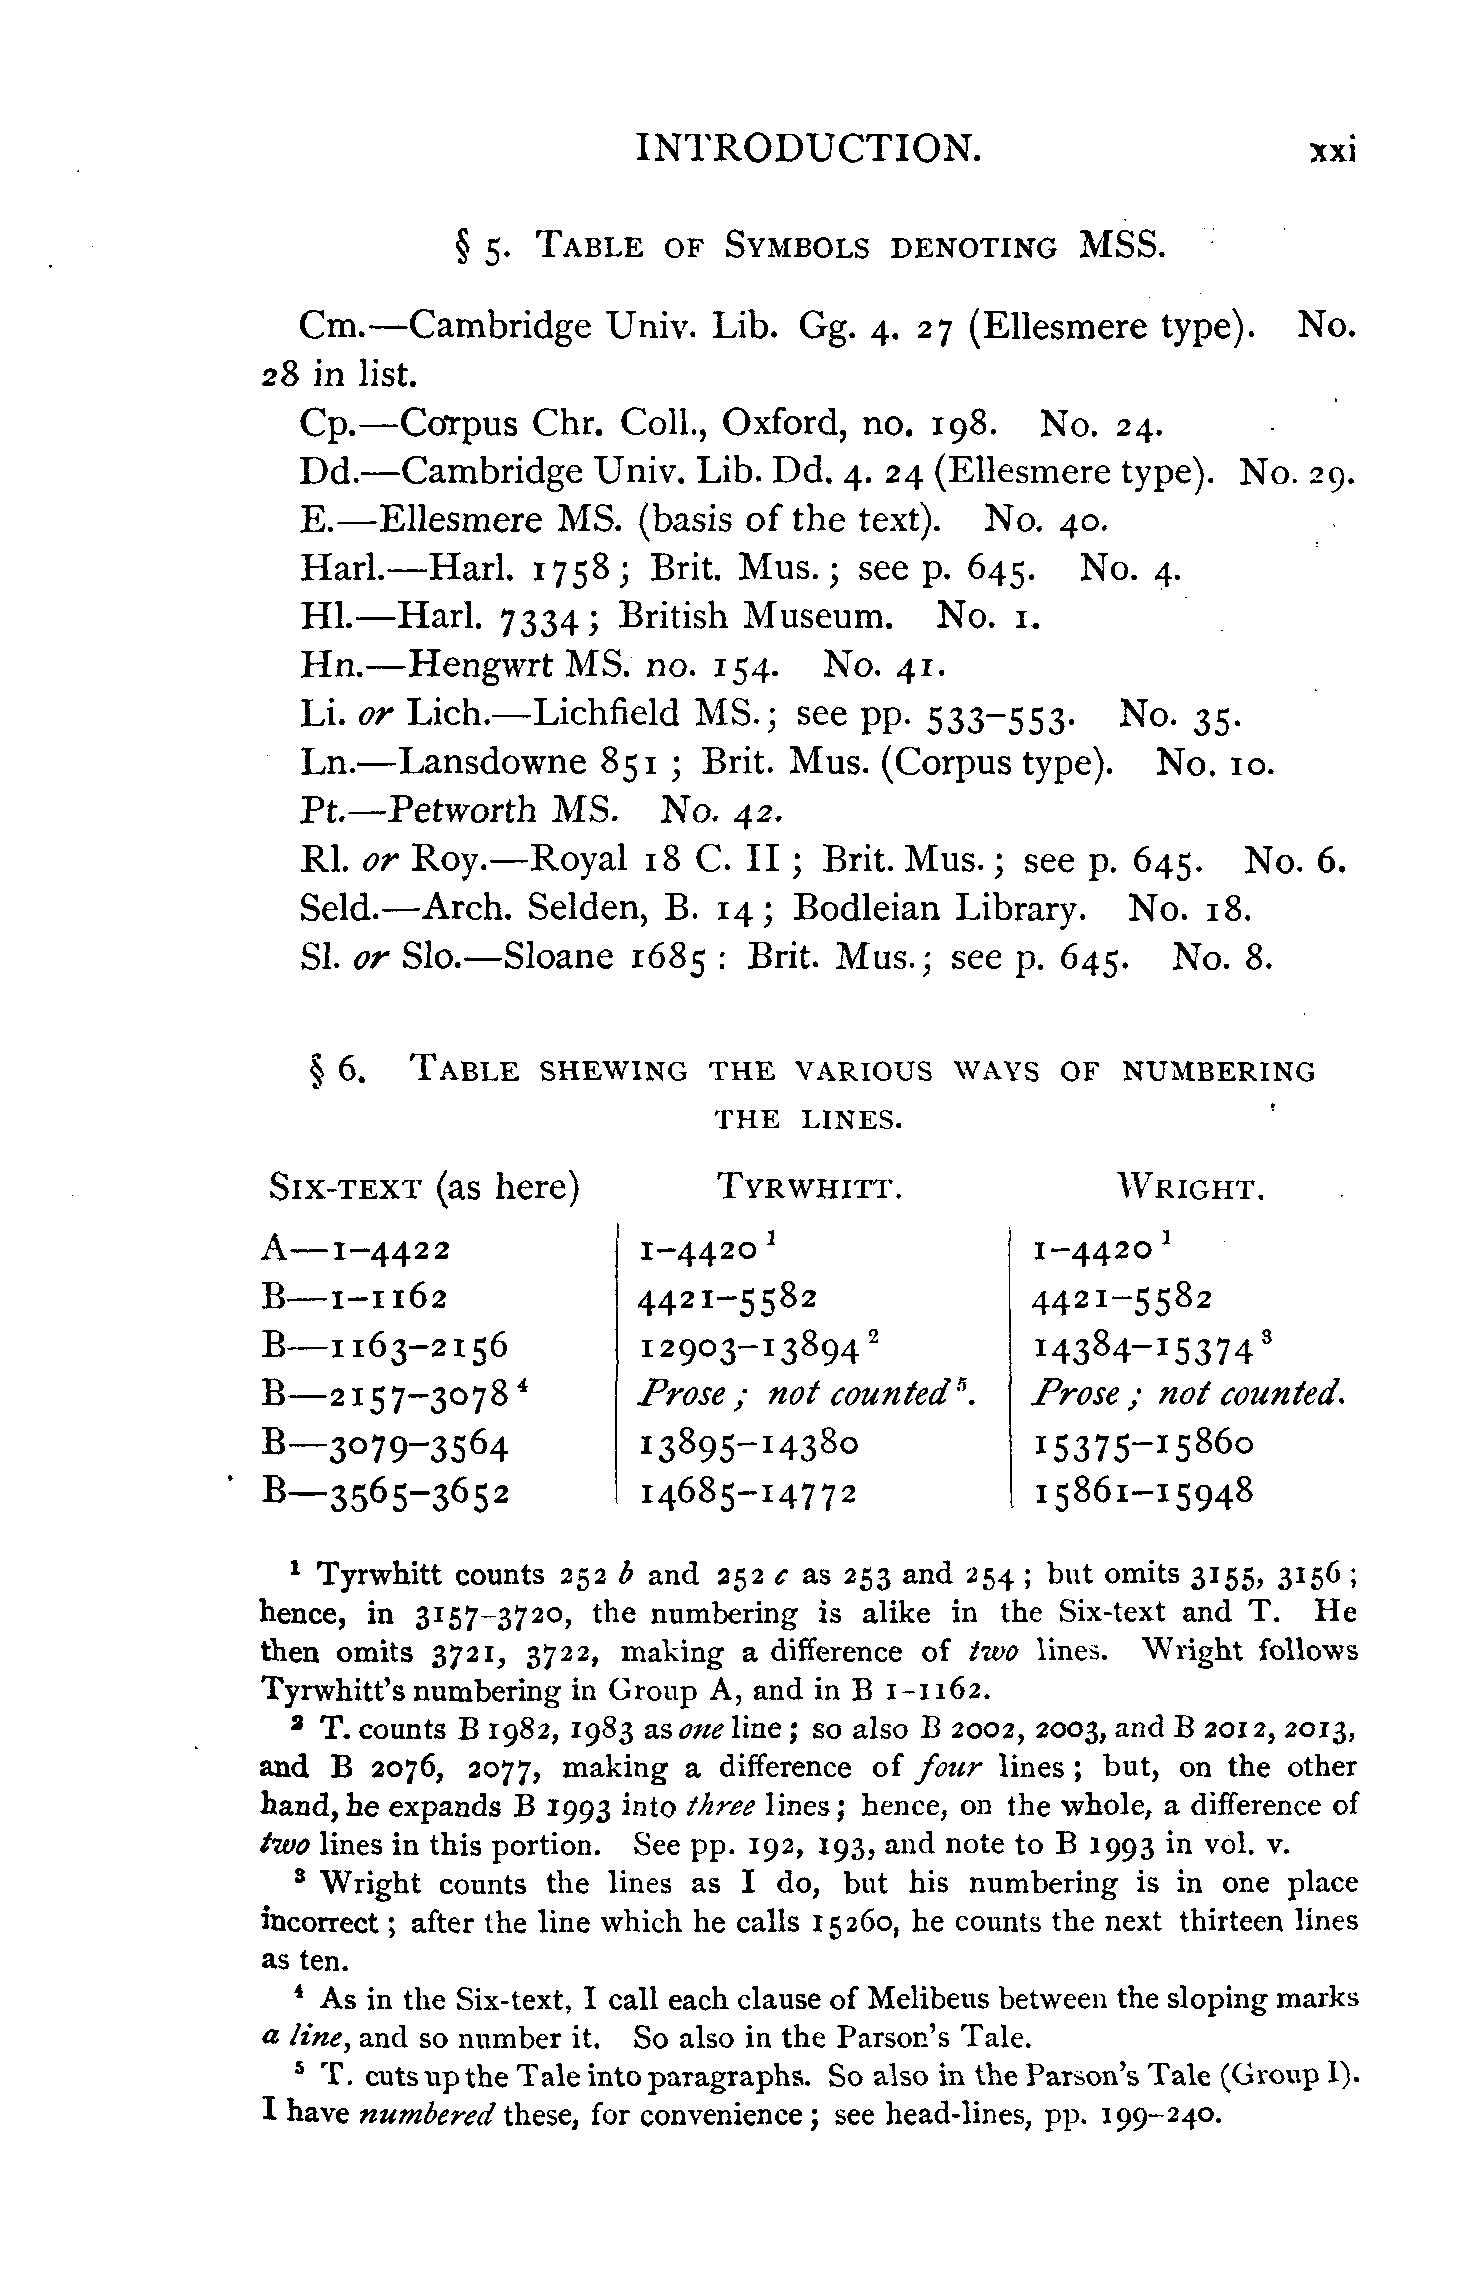 INTRODUCTION. xxi
§ 5. TABLE OF SYMBOLS DENOTING MSS.
Cm.—Cambridge Univ. Lib. Gg. 4. 27 (Ellesmere type). No.
28 in list.
Cp.—Corpus Chr. Coll., Oxford, no. 198. No. 24.
Dd.—Cambridge Univ. Lib. Dd. 4. 24 (Ellesmere type). No. 29.
E.—Ellesmere MS. (basis of the text). No. 40.
Harl.—Harl. 1758; Brit. Mus.; see p. 645. No. 4.
Hl.—Harl. 7334; British Museum. No. 1.
Hn.—Hengwrt MS. no. 154. No. 41.
Li. or Lich.—Lichfield MS.; see pp. 533–553. No. 35.
Ln.—Lansdowne 851; Brit. Mus. (Corpus type). No. 10.
Pt.—Petworth MS. No. 42.
Rl. or Roy.—Royal 18 C. II; Brit. Mus.; see p. 645. No. 6.
Seld.—Arch. Selden, B. 14; Bodleian Library. No. 18.
Sl. or Slo.—Sloane 1685: Brit. Mus.; see p. 645. No. 8.
§ 6. TABLE SHEWING THE VARIOUS WAYS OF NUMBERING
THE LINES.
SIX-TEXT (as here) TYRWHITT. WRIGHT.
A—1–4422 1–4420¹ 1–4420¹
B—1–1162 4421–5582 4421–5582
B—1163–2156 12903–13894² 14384–15374³
B—2157–3078⁴ Prose; not counted⁵. Prose; not counted.
B—3079–3564 13895–14380 15375–15860
B—3565–3652 14685–14772 15861–15948
¹ Tyrwhitt counts 252 b and 252 c as 253 and 254; but omits 3155, 3156;
hence, in 3157–3720, the numbering is alike in the Six-text and T. He
then omits 3721, 3722, making a difference of two lines. Wright follows
Tyrwhitt's numbering in Group A, and in B 1–1162.
² T. counts B 1982, 1983 as one line; so also B 2002, 2003, and B 2012, 2013,
and B 2076, 2077, making a difference of four lines; but, on the other
hand, he expands B 1993 into three lines; hence, on the whole, a difference of
two lines in this portion. See pp. 192, 193, and note to B 1993 in vol. v.
³ Wright counts the lines as I do, but his numbering is in one place
incorrect; after the line which he calls 15260, he counts the next thirteen lines
as ten.
⁴ As in the Six-text, I call each clause of Melibeus between the sloping marks
a line, and so number it. So also in the Parson's Tale.
⁵ T. cuts up the Tale into paragraphs. So also in the Parson's Tale (Group I).
I have numbered these, for convenience; see head-lines, pp. 199–240.